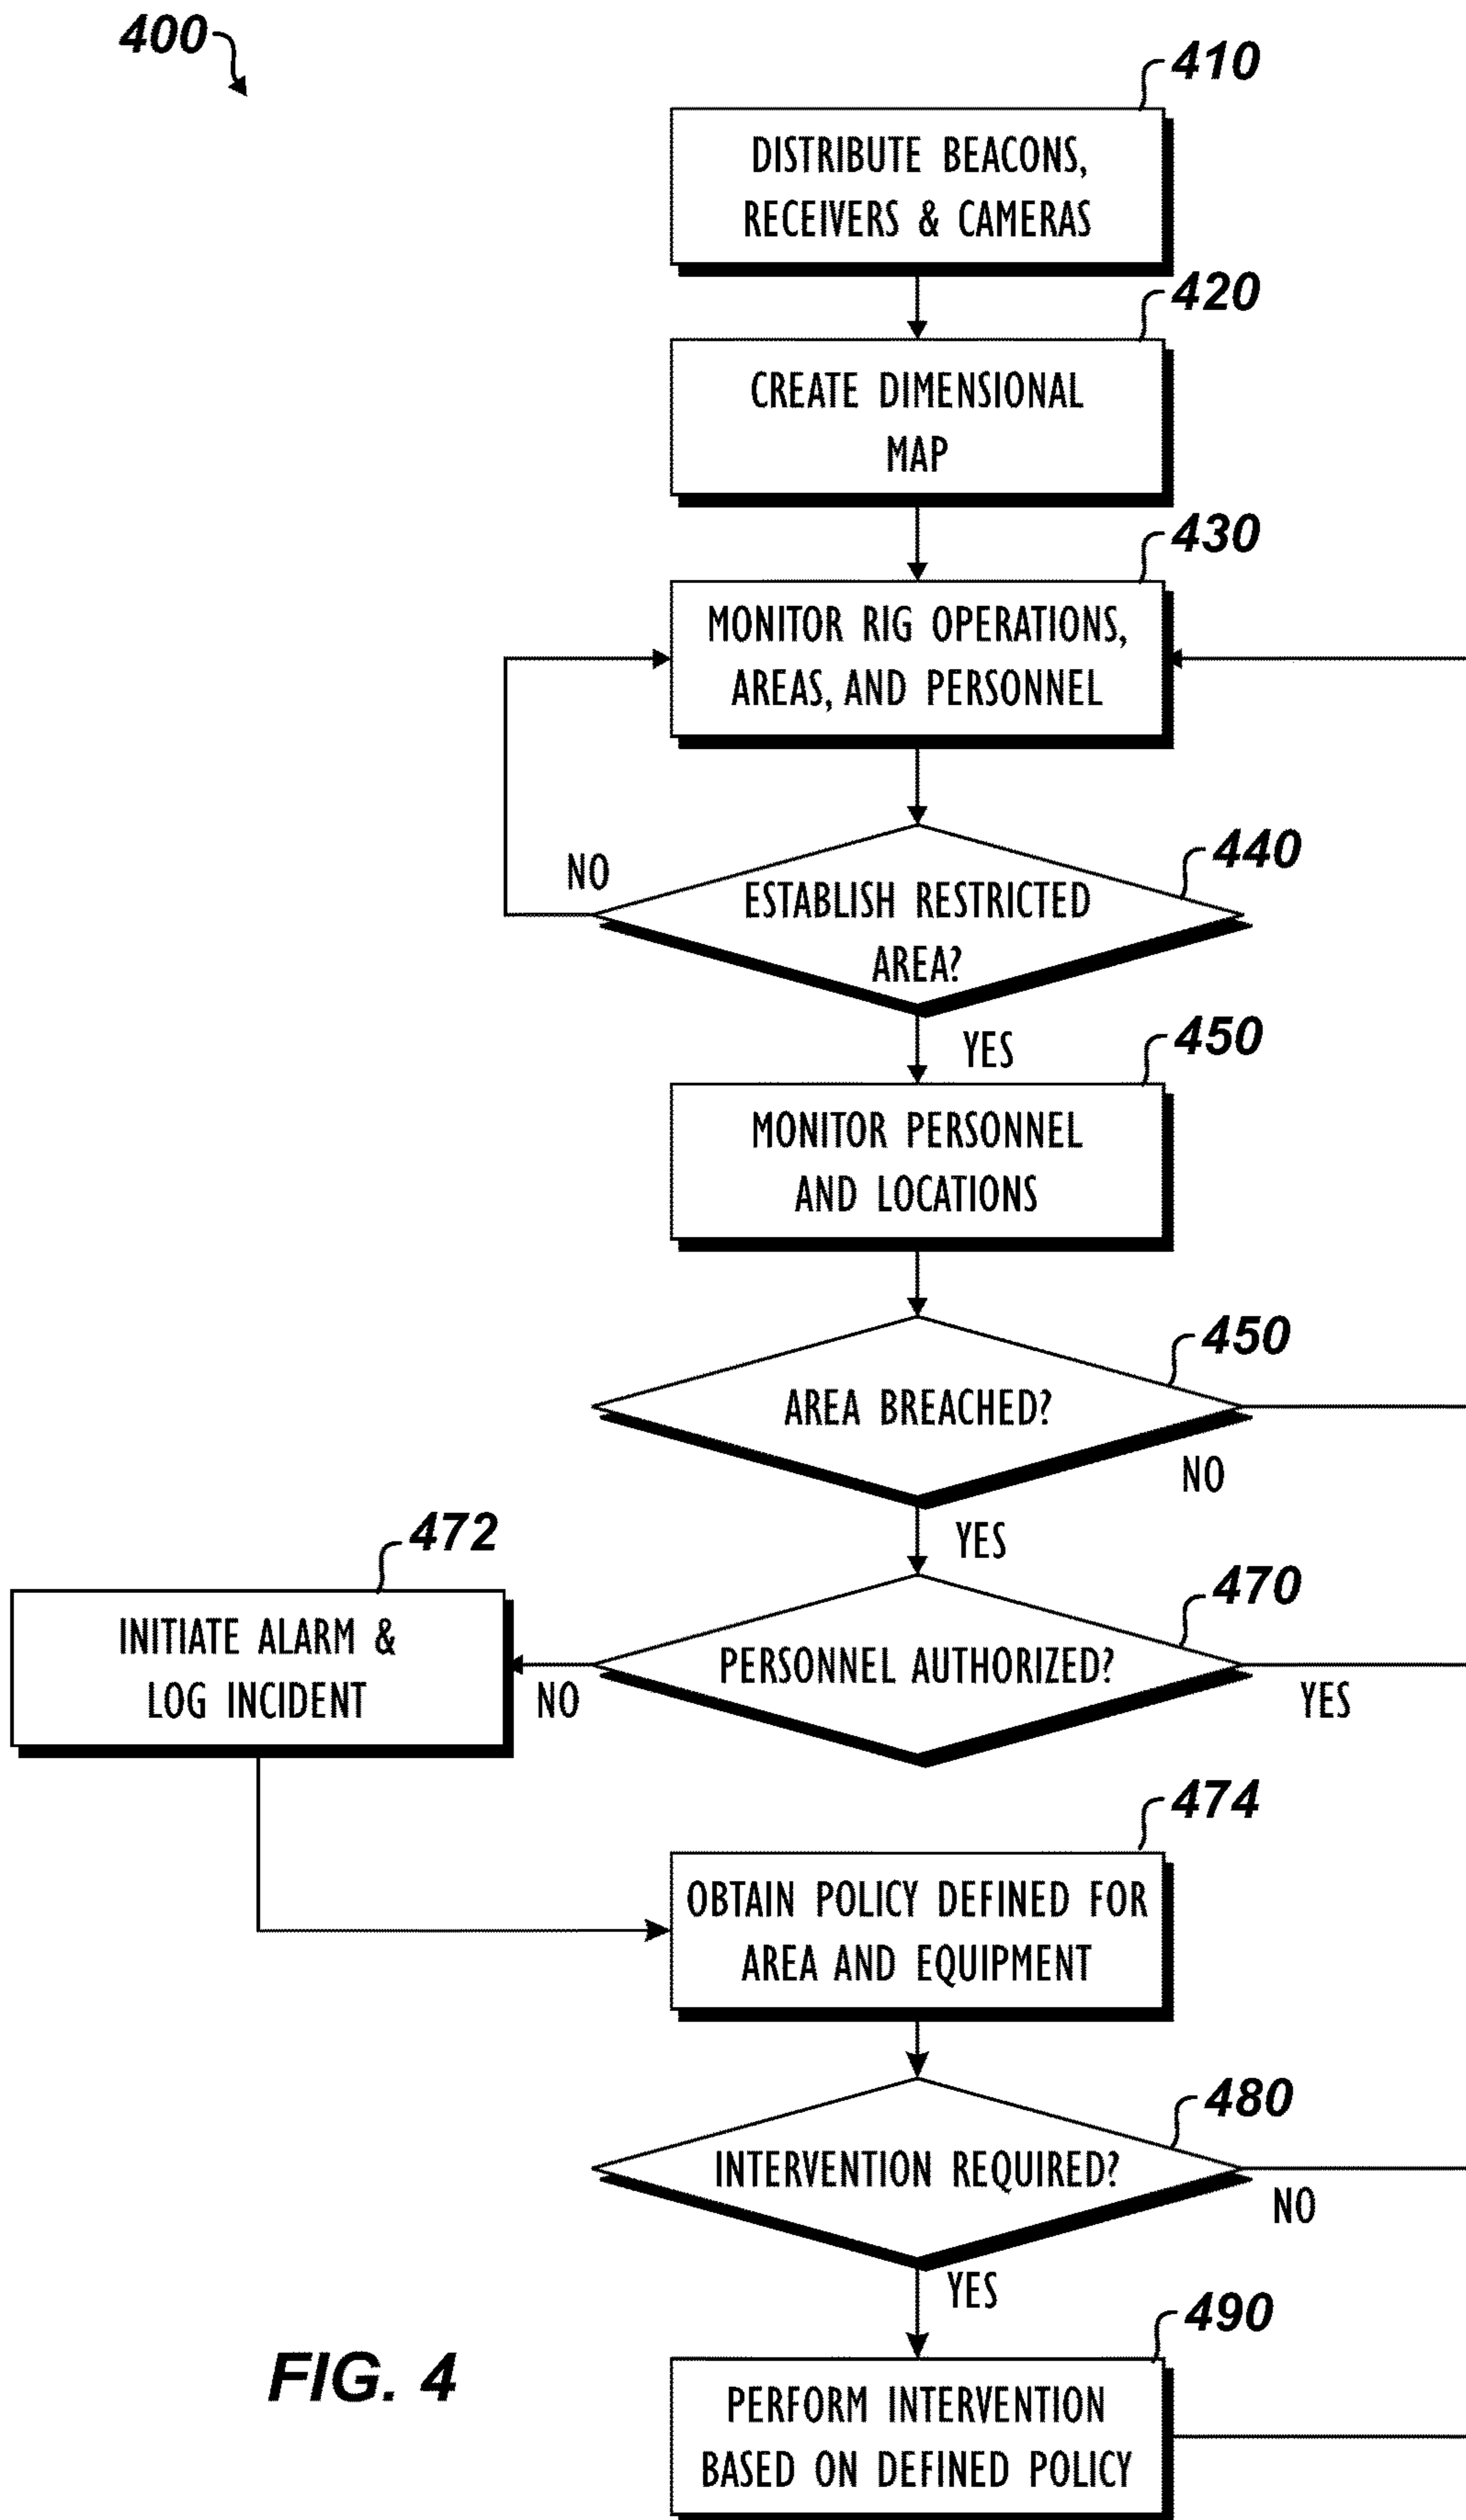 400
410
DISTRIBUTE BEACONS,
RECEIVERS & CAMERAS
420
CREATE DIMENSIONAL
MAP
430
MONITOR RIG OPERATIONS,
AREAS, AND PERSONNEL
440
NO
ESTABLISH RESTRICTED
AREA?
YES
450
MONITOR PERSONNEL
AND LOCATIONS
450
AREA BREACHED?
NO
YES
472
INITIATE ALARM &
LOG INCIDENT
470
PERSONNEL AUTHORIZED?
NO
YES
474
OBTAIN POLICY DEFINED FOR
AREA AND EQUIPMENT
480
INTERVENTION REQUIRED?
NO
YES
490
PERFORM INTERVENTION
BASED ON DEFINED POLICY
FIG. 4